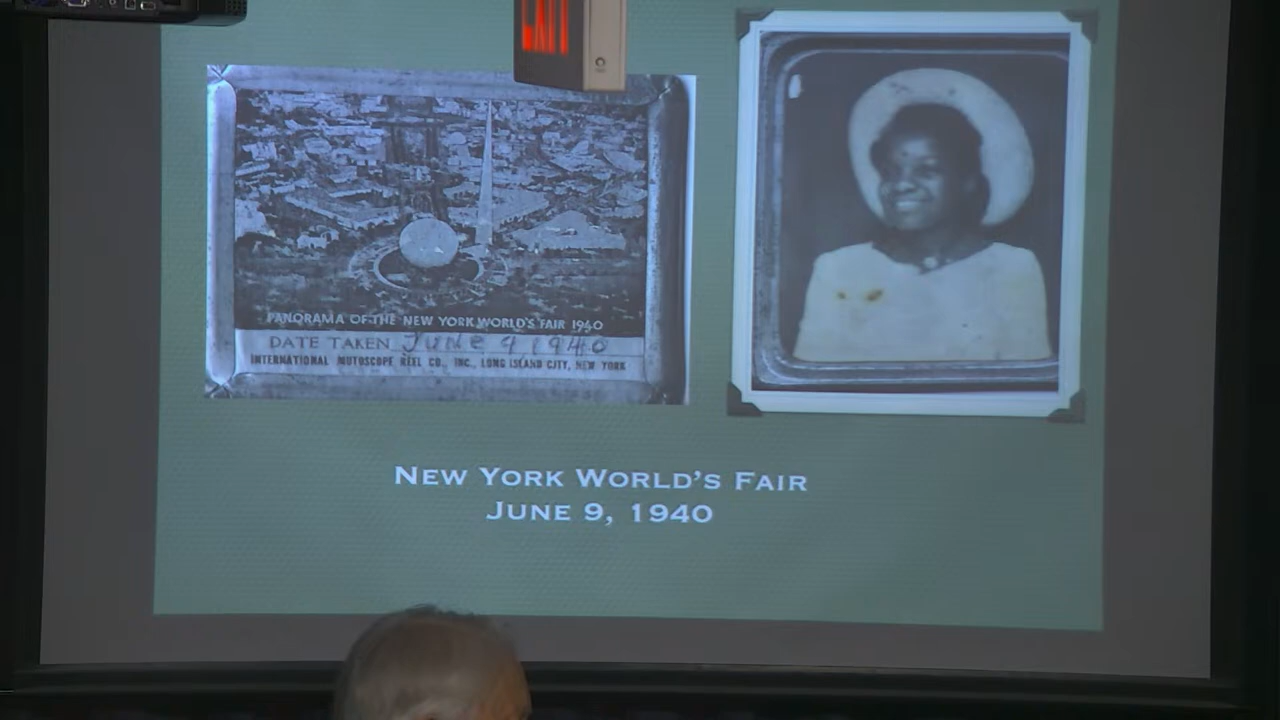 PANORAMA OF THE NEW YORK WORLD'S FAIR 1940
DATE TAKEN June 9 1940
INTERNATIONAL MUTOSCOPE REEL CO., INC., LONG ISLAND CITY, NEW YORK
NEW YORK WORLD'S FAIR
JUNE 9, 1940